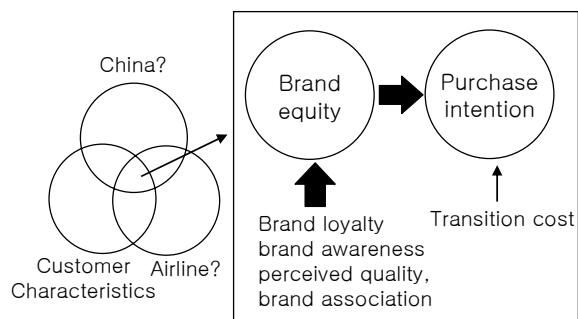 China?
Customer
Characteristics
Airline?
Brand
equity
Purchase
intention
Brand loyalty
brand awareness
perceived quality,
brand association
Transition cost